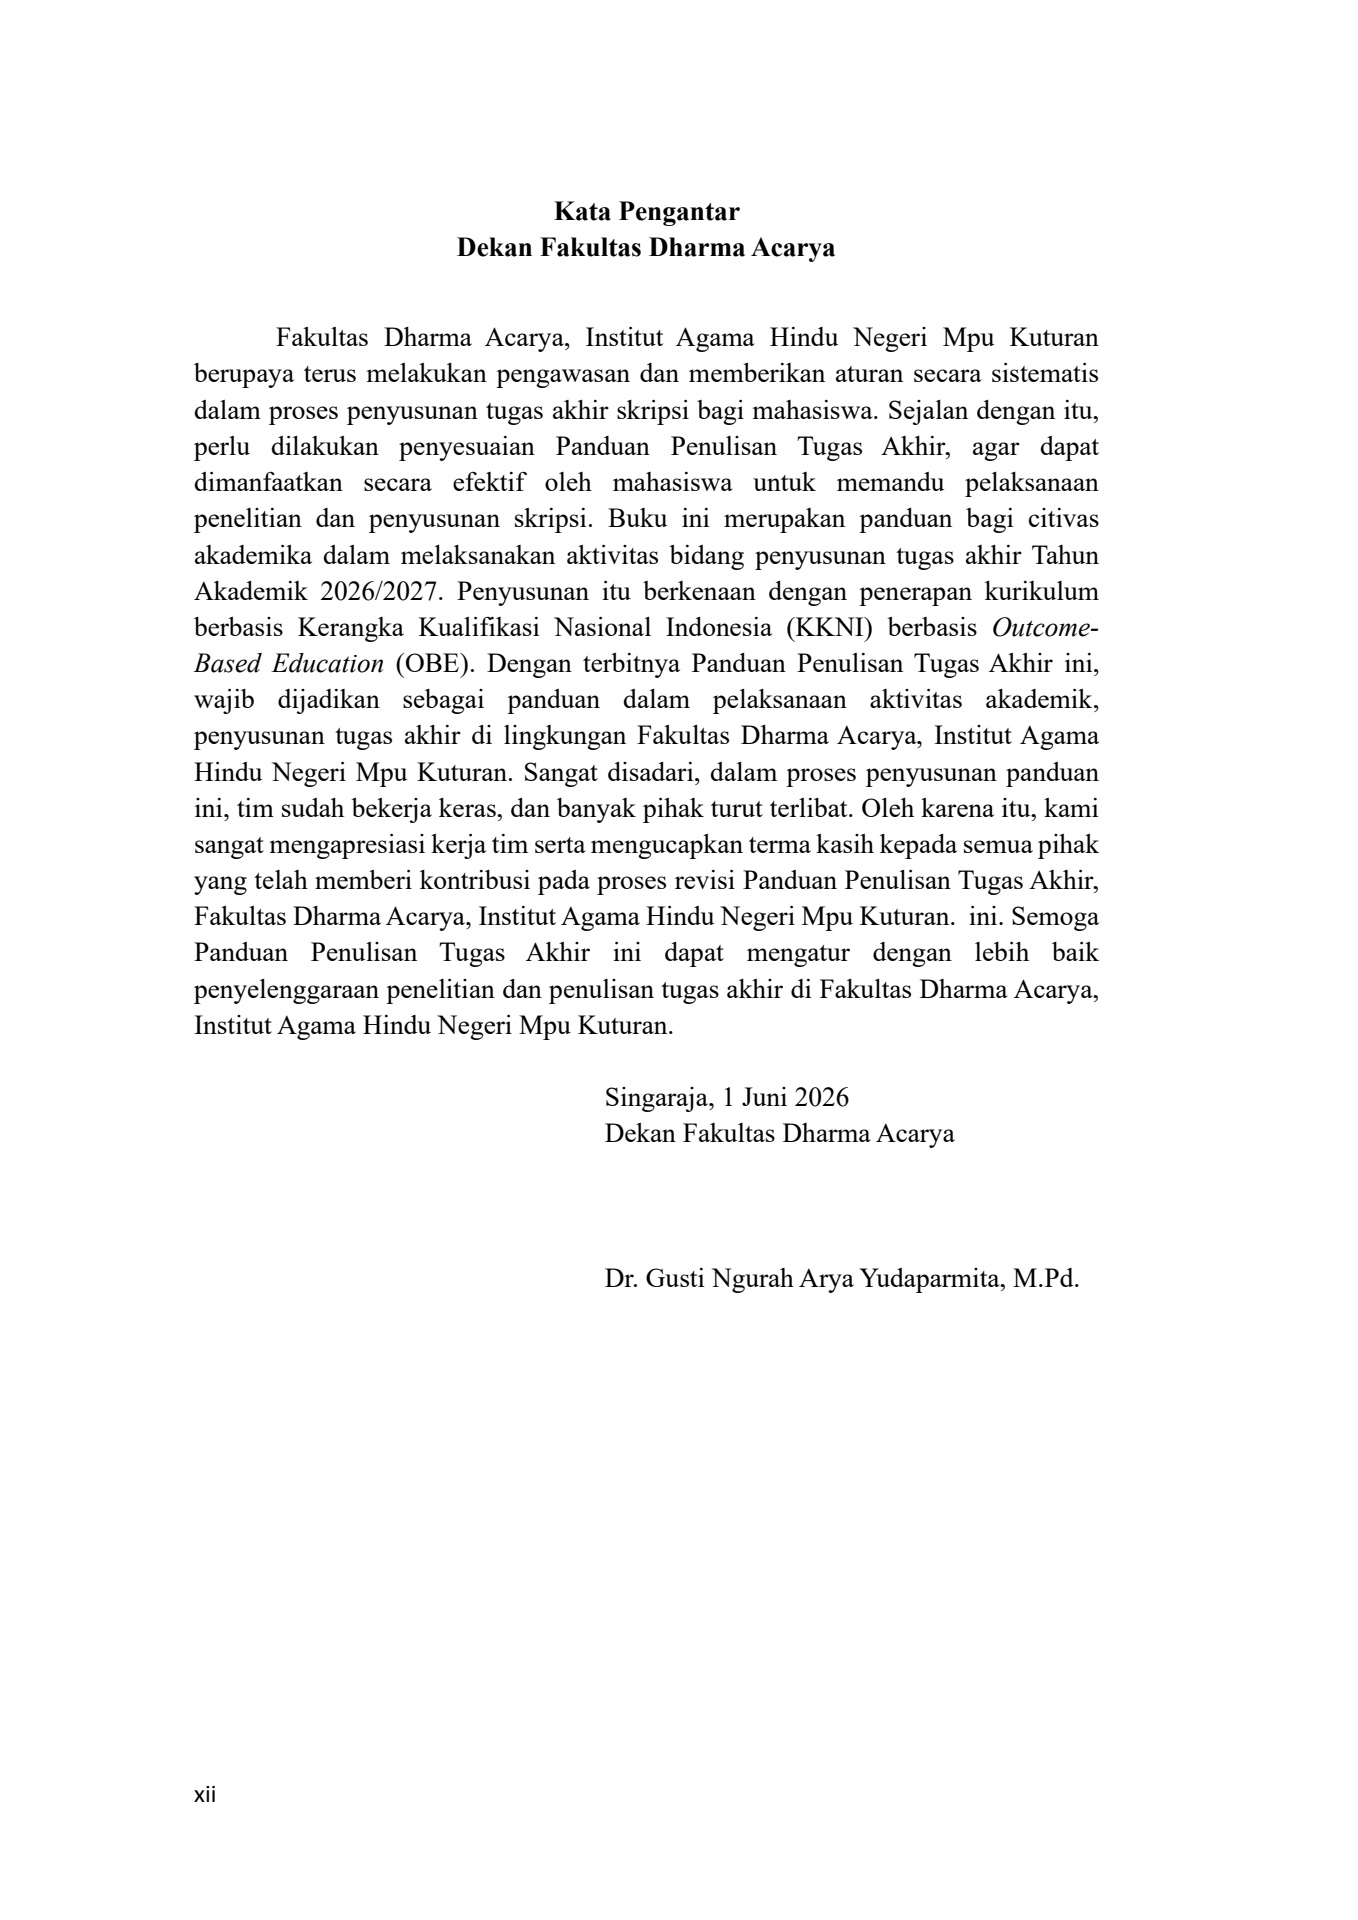 Kata Pengantar
Dekan Fakultas Dharma Acarya
Fakultas Dharma Acarya, Institut Agama Hindu Negeri Mpu Kuturan
berupaya terus melakukan pengawasan dan memberikan aturan secara sistematis
dalam proses penyusunan tugas akhir skripsi bagi mahasiswa. Sejalan dengan itu,
perlu dilakukan penyesuaian Panduan Penulisan Tugas Akhir, agar dapat
dimanfaatkan secara efektif oleh mahasiswa untuk memandu pelaksanaan
penelitian dan penyusunan skripsi. Buku ini merupakan panduan bagi citivas
akademika dalam melaksanakan aktivitas bidang penyusunan tugas akhir Tahun
Akademik 2026/2027. Penyusunan itu berkenaan dengan penerapan kurikulum
berbasis Kerangka Kualifikasi Nasional Indonesia (KKNI) berbasis Outcome-
Based Education (OBE). Dengan terbitnya Panduan Penulisan Tugas Akhir ini,
wajib dijadikan sebagai panduan dalam pelaksanaan aktivitas akademik,
penyusunan tugas akhir di lingkungan Fakultas Dharma Acarya, Institut Agama
Hindu Negeri Mpu Kuturan. Sangat disadari, dalam proses penyusunan panduan
ini, tim sudah bekerja keras, dan banyak pihak turut terlibat. Oleh karena itu, kami
sangat mengapresiasi kerja tim serta mengucapkan terma kasih kepada semua pihak
yang telah memberi kontribusi pada proses revisi Panduan Penulisan Tugas Akhir,
Fakultas Dharma Acarya, Institut Agama Hindu Negeri Mpu Kuturan.  ini. Semoga
Panduan Penulisan Tugas Akhir ini dapat mengatur dengan lebih baik
penyelenggaraan penelitian dan penulisan tugas akhir di Fakultas Dharma Acarya,
Institut Agama Hindu Negeri Mpu Kuturan.
Singaraja, 1 Juni 2026
Dekan Fakultas Dharma Acarya
Dr. Gusti Ngurah Arya Yudaparmita, M.Pd.
xii